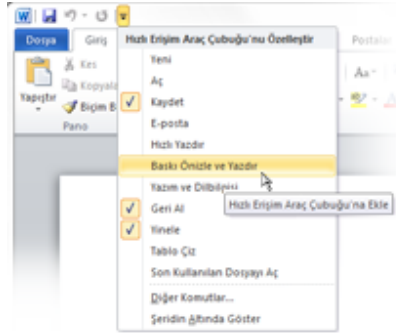 W
Dosya Giriş Hızlı Erişim Araç Çubuğu'nu Özelleştir Postalar
Yeni
Kes
Aç
Aa
Kopyala
Yapıştır
Kaydet
Biçim B
E-posta
Pano
Hızlı Yazdır
Baskı Önizle ve Yazdır
Yazım ve Dilbilgisi
Hızlı Erişim Araç Çubuğu'na Ekle
Geri Al
Yinele
Tablo Çiz
Son Kullanılan Dosyayı Aç
Diğer Komutlar...
Şeridin Altında Göster